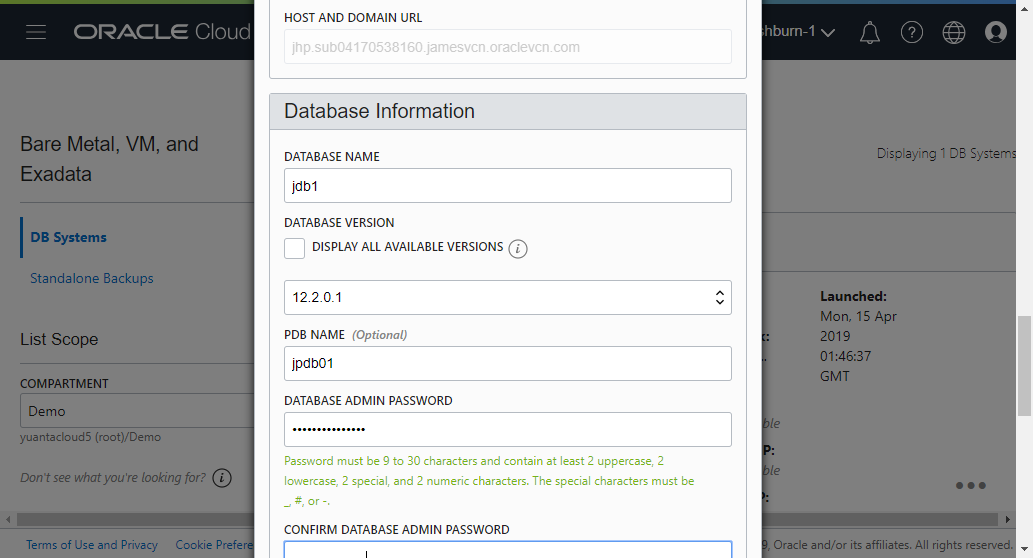 HOST AND DOMAIN URL
ORACLE Cloud
jhp.sub04170538160.jamesvcn.oraclevcn.com
Database Information
DATABASE NAME
jdb1
DATABASE VERSION
DISPLAY ALL AVAILABLE VERSIONS i
12.2.0.1
PDB NAME (Optional)
jpdb01
DATABASE ADMIN PASSWORD
•••••••••••••••
Password must be 9 to 30 characters and contain at least 2 uppercase, 2
lowercase, 2 special, and 2 numeric characters. The special characters must be
_, #, or -.
CONFIRM DATABASE ADMIN PASSWORD
Bare Metal, VM, and
Exadata
DB Systems
Standalone Backups
List Scope
COMPARTMENT
Demo
yuantacloud5 (root)/Demo
Don't see what you're looking for? i
Terms of Use and Privacy Cookie Prefere
hburn-1 ?
Displaying 1 DB Systems
Launched:
Mon, 15 Apr
2019
01:46:37
GMT
ble
P:
ble
P:
9, Oracle and/or its affiliates. All rights reserved.